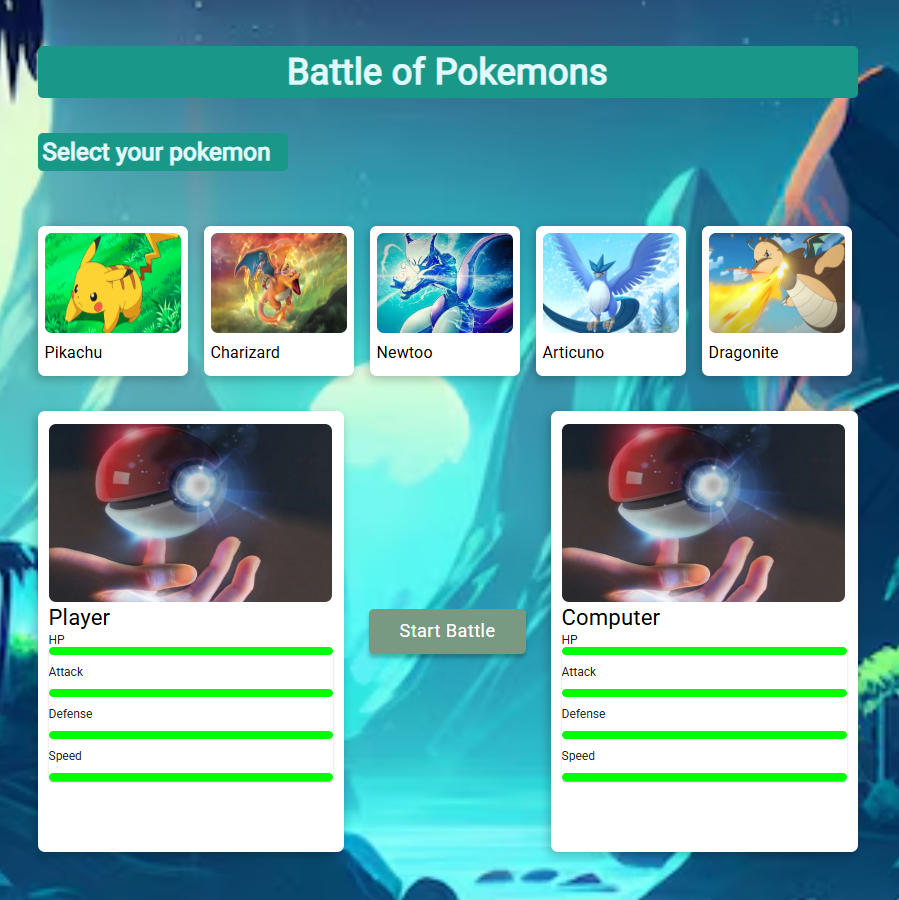 Battle of Pokemons
Select your pokemon
Pikachu
Charizard
Newtoo
Articuno
Dragonite
Player
HP
Attack
Defense
Speed
Start Battle
Computer
HP
Attack
Defense
Speed